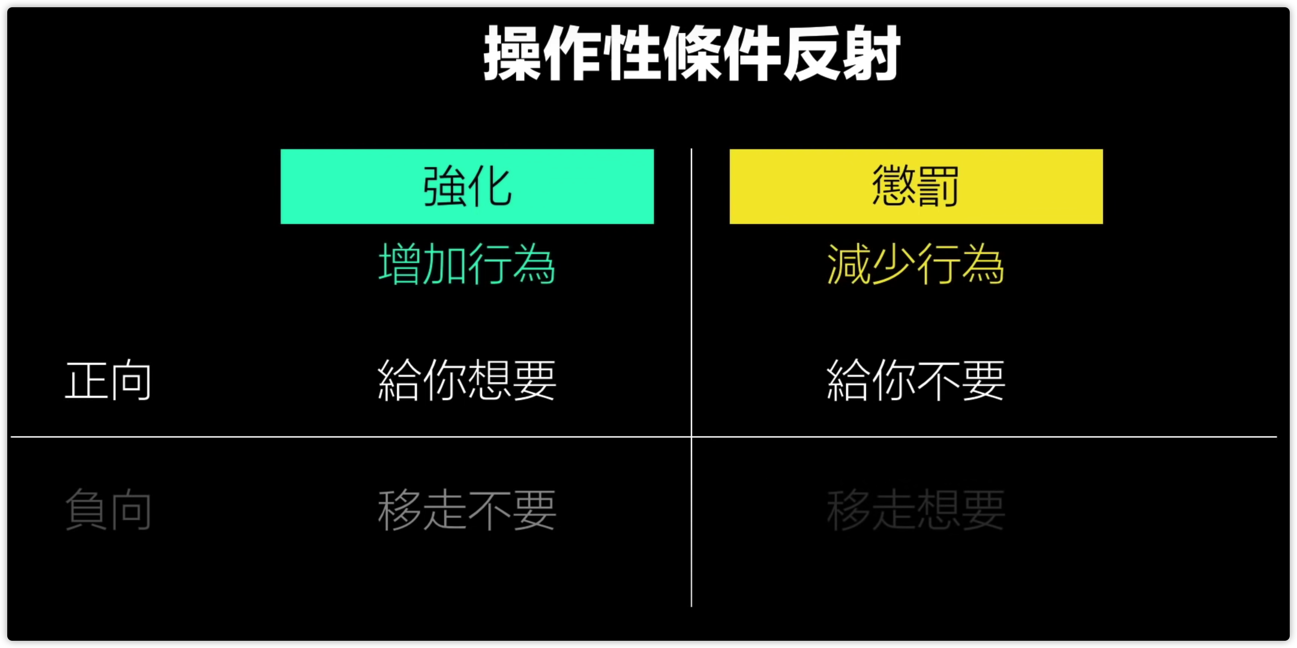 操作性條件反射
強化 懲罰
增加行為 減少行為
正向 給你想要 給你不要
負向 移走不要 移走想要